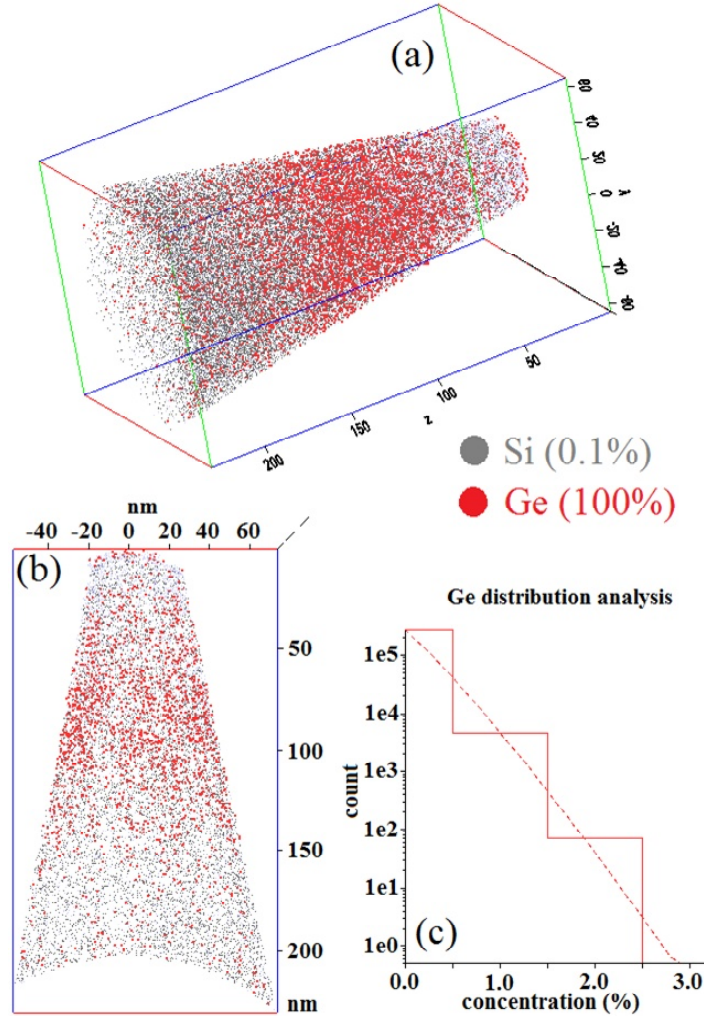 (a)
60
40
20
0
-20
-40
-60
Y
50
100
150
200
z
Si (0.1%)
Ge (100%)
nm
-40 -20 0 20 40 60
(b)
50
100
150
200
nm
Ge distribution analysis
1e5
1e4
1e3
1e2
1e1
1e0
count
(c)
0.0 1.0 2.0 3.0
concentration (%)